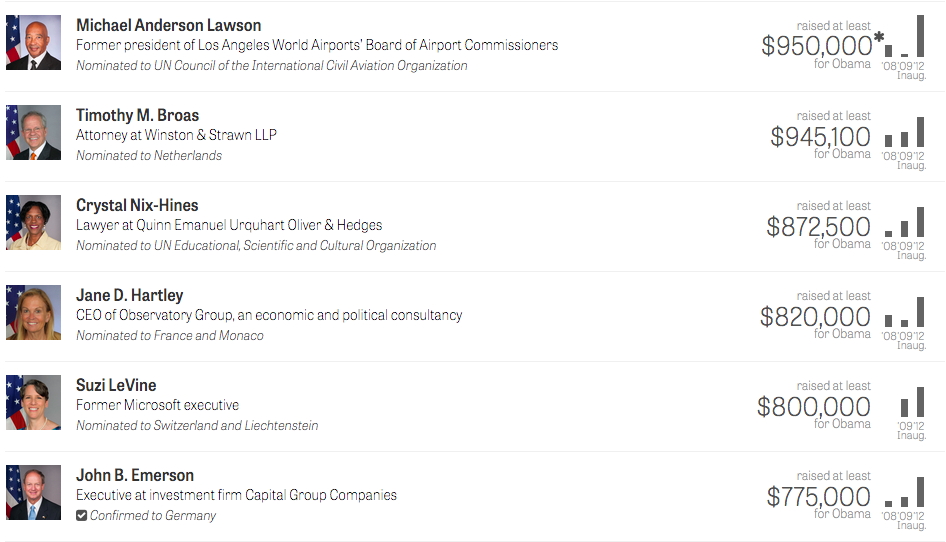 Michael Anderson Lawson
Former president of Los Angeles World Airports' Board of Airport Commissioners
Nominated to UN Council of the International Civil Aviation Organization
raised at least
$950,000*
for Obama
'08 '09 '12
Inaug.
Timothy M. Broas
Attorney at Winston & Strawn LLP
Nominated to Netherlands
raised at least
$945,100
for Obama
'08 '09 '12
Inaug.
Crystal Nix-Hines
Lawyer at Quinn Emanuel Urquhart Oliver & Hedges
Nominated to UN Educational, Scientific and Cultural Organization
raised at least
$872,500
for Obama
'08 '09 '12
Inaug.
Jane D. Hartley
CEO of Observatory Group, an economic and political consultancy
Nominated to France and Monaco
raised at least
$820,000
for Obama
'08 '09 '12
Inaug.
Suzi LeVine
Former Microsoft executive
Nominated to Switzerland and Liechtenstein
raised at least
$800,000
for Obama
'09 '12
Inaug.
John B. Emerson
Executive at investment firm Capital Group Companies
Confirmed to Germany
raised at least
$775,000
for Obama
'08 '09 '12
Inaug.